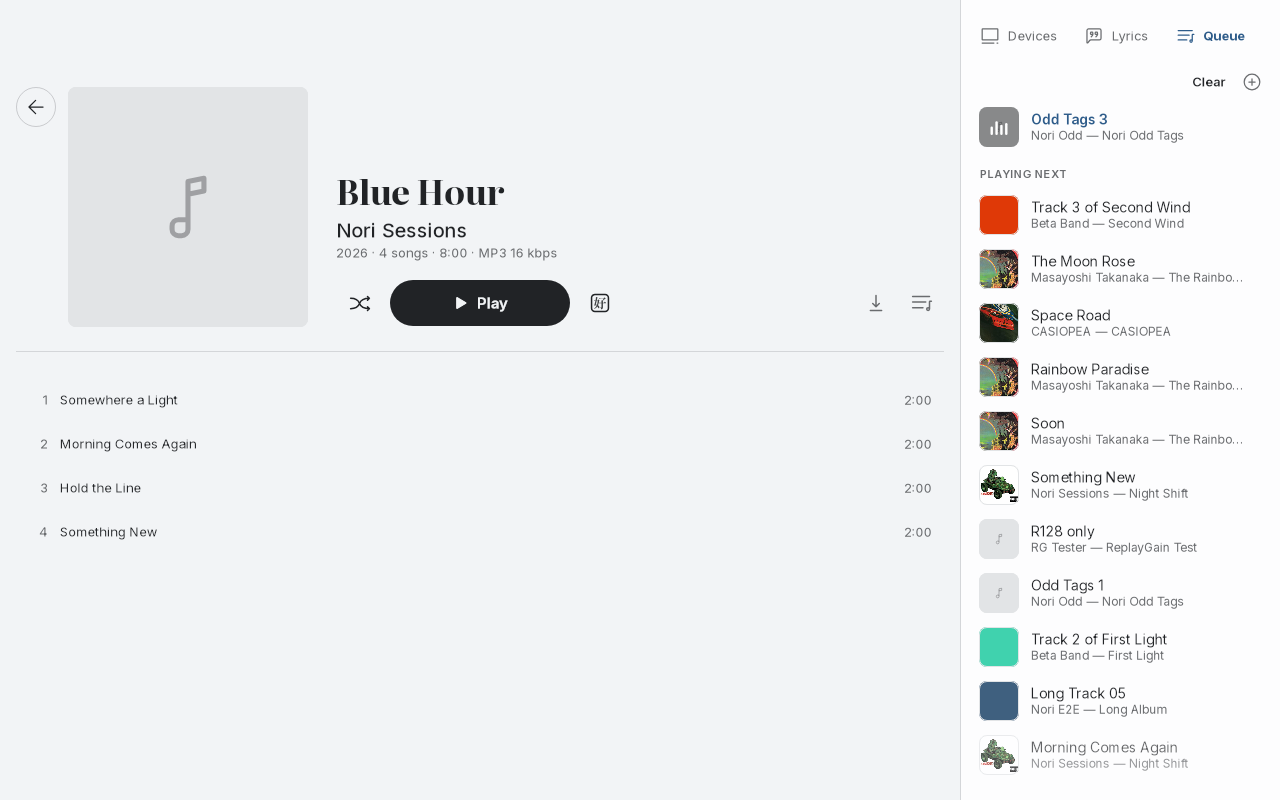 Devices
Lyrics
Queue
Clear
Odd Tags 3
Nori Odd — Nori Odd Tags
PLAYING NEXT
Track 3 of Second Wind
Beta Band — Second Wind
The Moon Rose
Masayoshi Takanaka — The Rainbo…
Space Road
CASIOPEA — CASIOPEA
Rainbow Paradise
Masayoshi Takanaka — The Rainbo…
Soon
Masayoshi Takanaka — The Rainbo…
Something New
Nori Sessions — Night Shift
R128 only
RG Tester — ReplayGain Test
Odd Tags 1
Nori Odd — Nori Odd Tags
Track 2 of First Light
Beta Band — First Light
Long Track 05
Nori E2E — Long Album
Morning Comes Again
Nori Sessions — Night Shift
Blue Hour
Nori Sessions
2026 · 4 songs · 8:00 · MP3 16 kbps
Play
好
1 Somewhere a Light 2:00
2 Morning Comes Again 2:00
3 Hold the Line 2:00
4 Something New 2:00